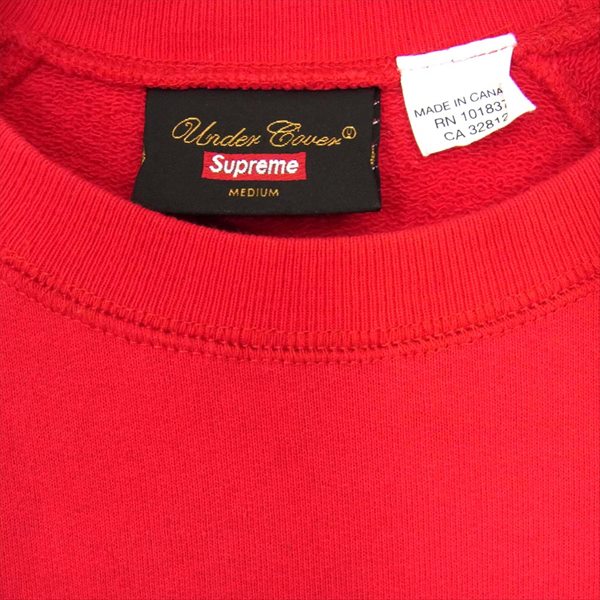 Under Cover
Supreme
MEDIUM
MADE IN CANA
RN 101837
CA 32812